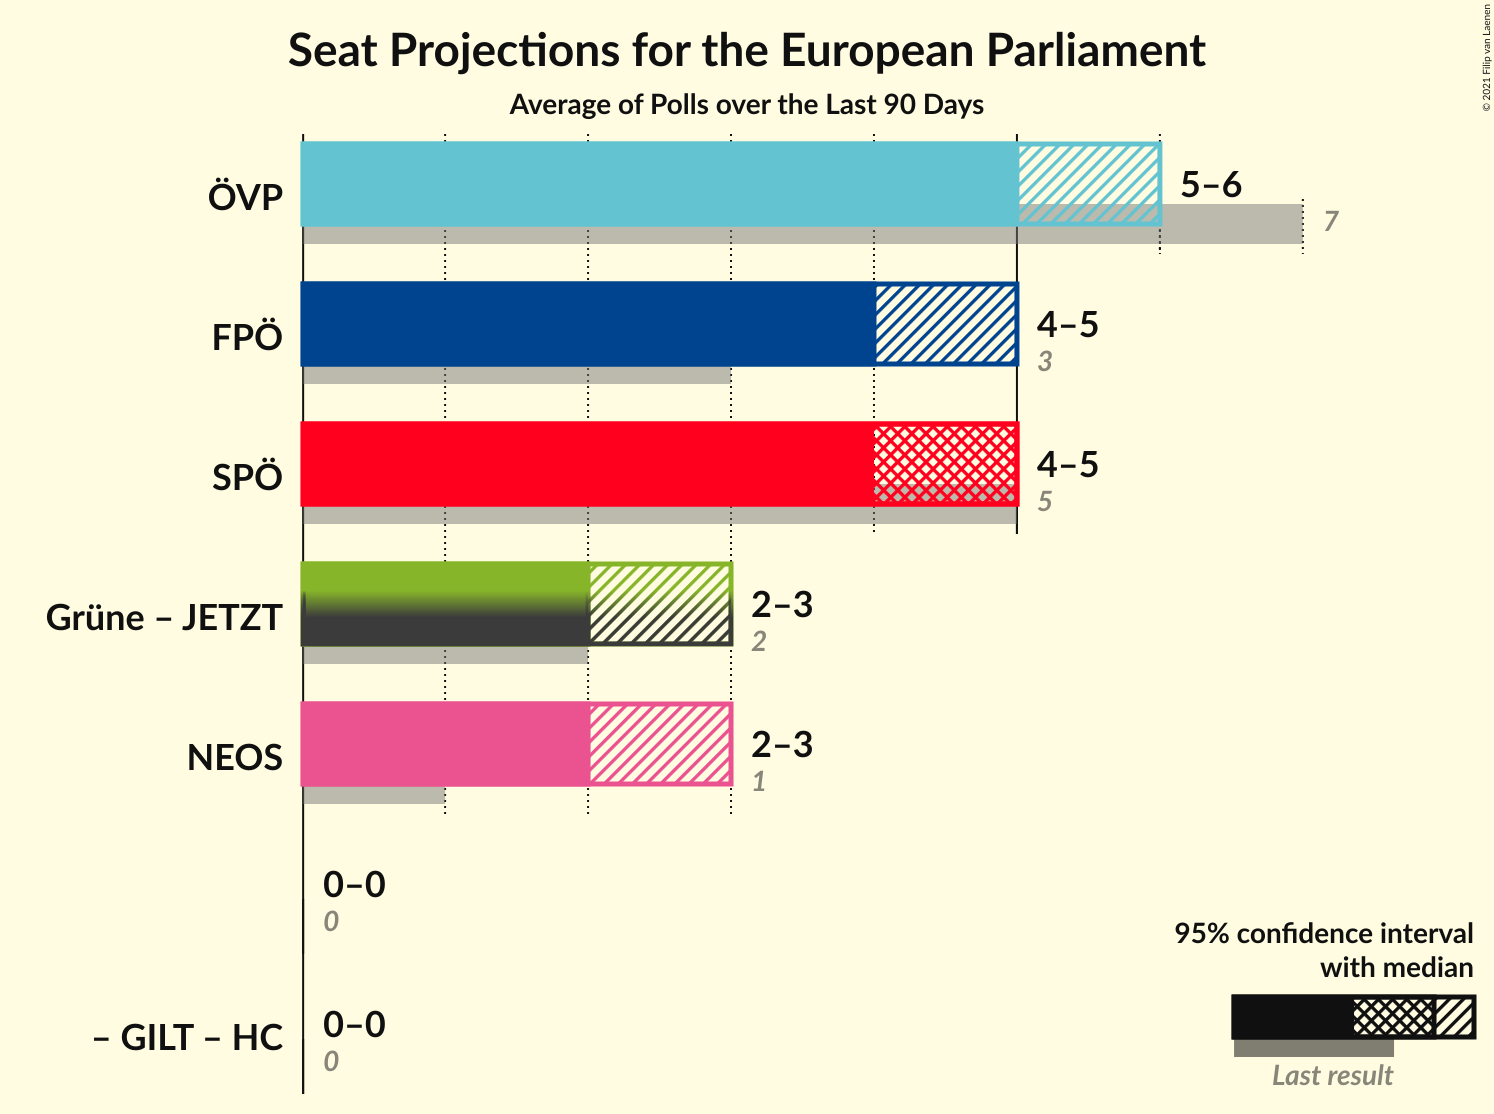 Seat Projections for the European Parliament
Average of Polls over the Last 90 Days
© 2021 Filip van Laenen
ÖVP
5–6
7
FPÖ
4–5
3
SPÖ
4–5
5
Grüne – JETZT
2–3
2
NEOS
2–3
1
0–0
0
– GILT – HC
0–0
0
95% confidence interval
with median
Last result